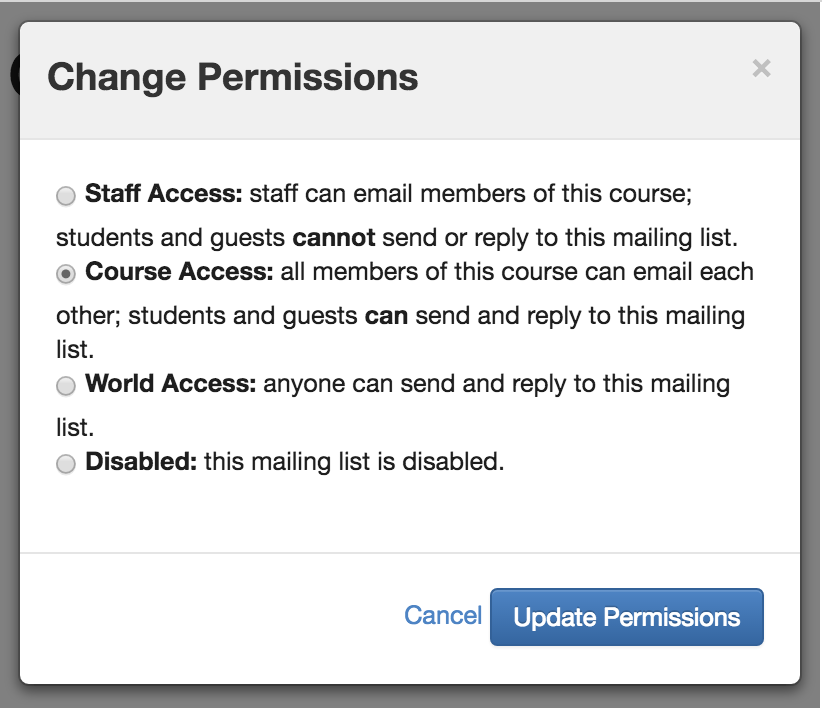 Change Permissions
×
Staff Access: staff can email members of this course;
students and guests cannot send or reply to this mailing list.
Course Access: all members of this course can email each
other; students and guests can send and reply to this mailing
list.
World Access: anyone can send and reply to this mailing
list.
Disabled: this mailing list is disabled.
Cancel Update Permissions